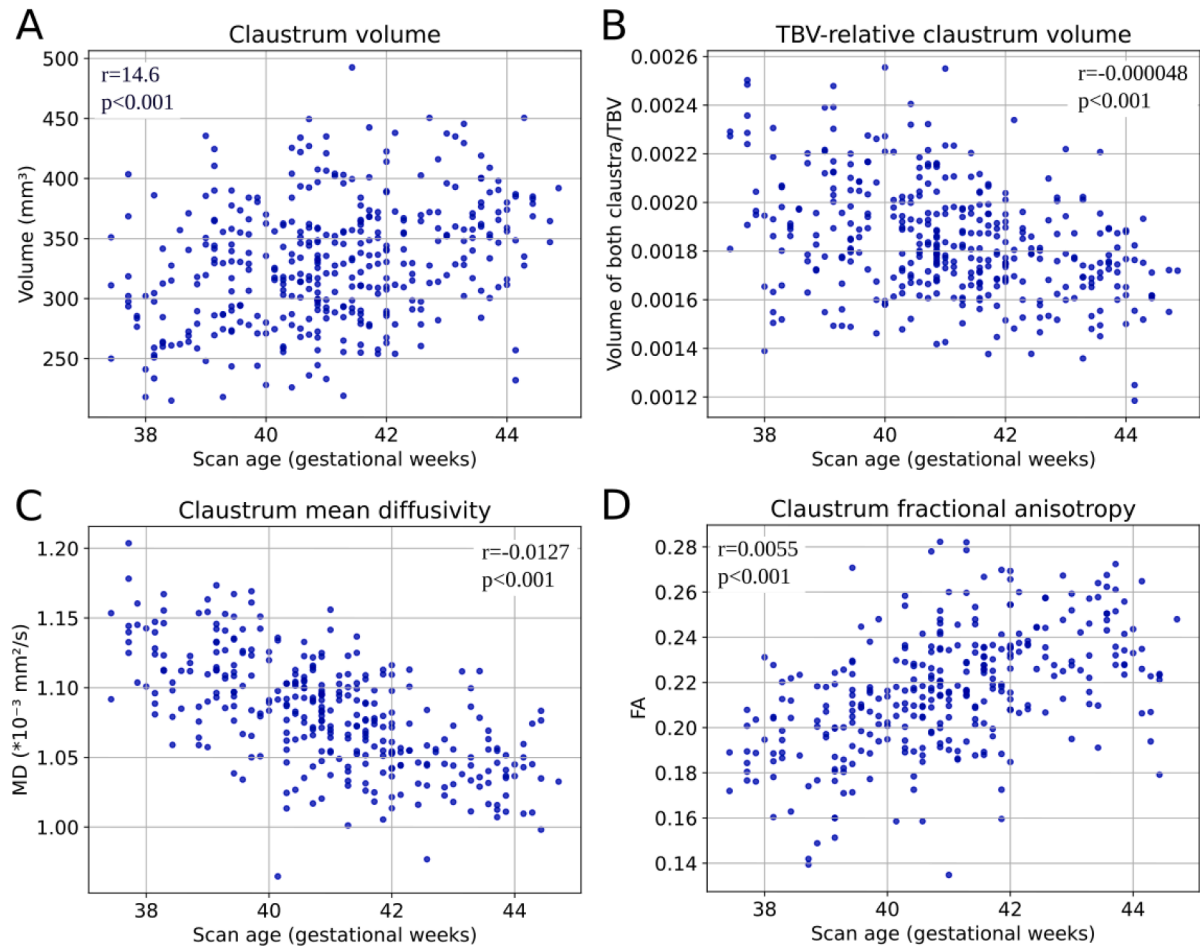 A
Claustrum volume
r=14.6
p<0.001
500
450
400
350
300
250
Volume (mm³)
38 40 42 44
Scan age (gestational weeks)
B
TBV-relative claustrum volume
r=-0.000048
p<0.001
0.0026
0.0024
0.0022
0.0020
0.0018
0.0016
0.0014
0.0012
Volume of both claustra/TBV
38 40 42 44
Scan age (gestational weeks)
C
Claustrum mean diffusivity
r=-0.0127
p<0.001
1.20
1.15
1.10
1.05
1.00
MD (*10⁻³ mm²/s)
38 40 42 44
Scan age (gestational weeks)
D
Claustrum fractional anisotropy
r=0.0055
p<0.001
0.28
0.26
0.24
0.22
0.20
0.18
0.16
0.14
FA
38 40 42 44
Scan age (gestational weeks)